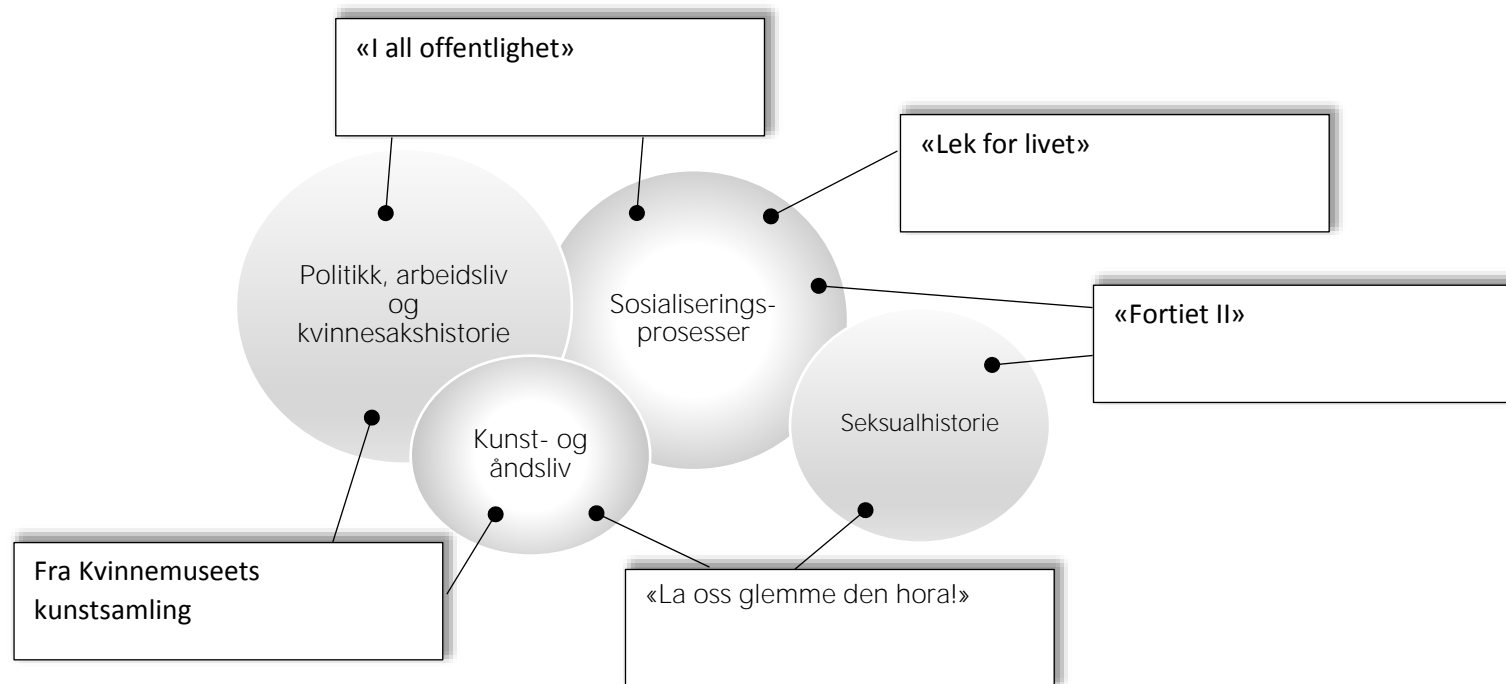 «I all offentlighet»
«Lek for livet»
Politikk, arbeidsliv
og
kvinnesakshistorie
Sosialiserings-
prosesser
«Fortiet II»
Seksualhistorie
Kunst- og
åndsliv
Fra Kvinnemuseets
kunstsamling
«La oss glemme den hora!»